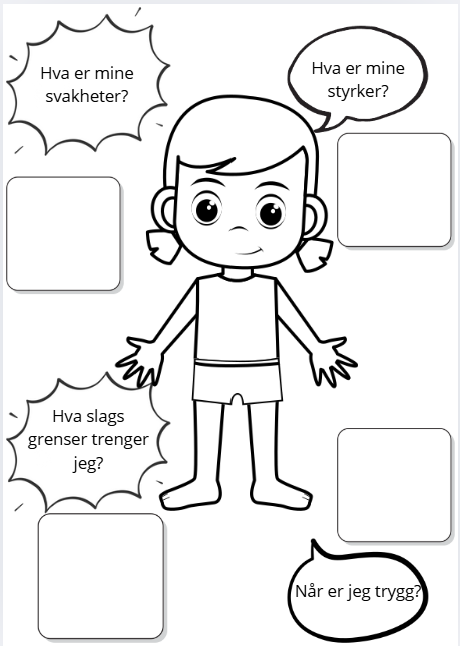 Hva er mine
svakheter?
Hva er mine
styrker?
Hva slags
grenser trenger
jeg?
Når er jeg trygg?